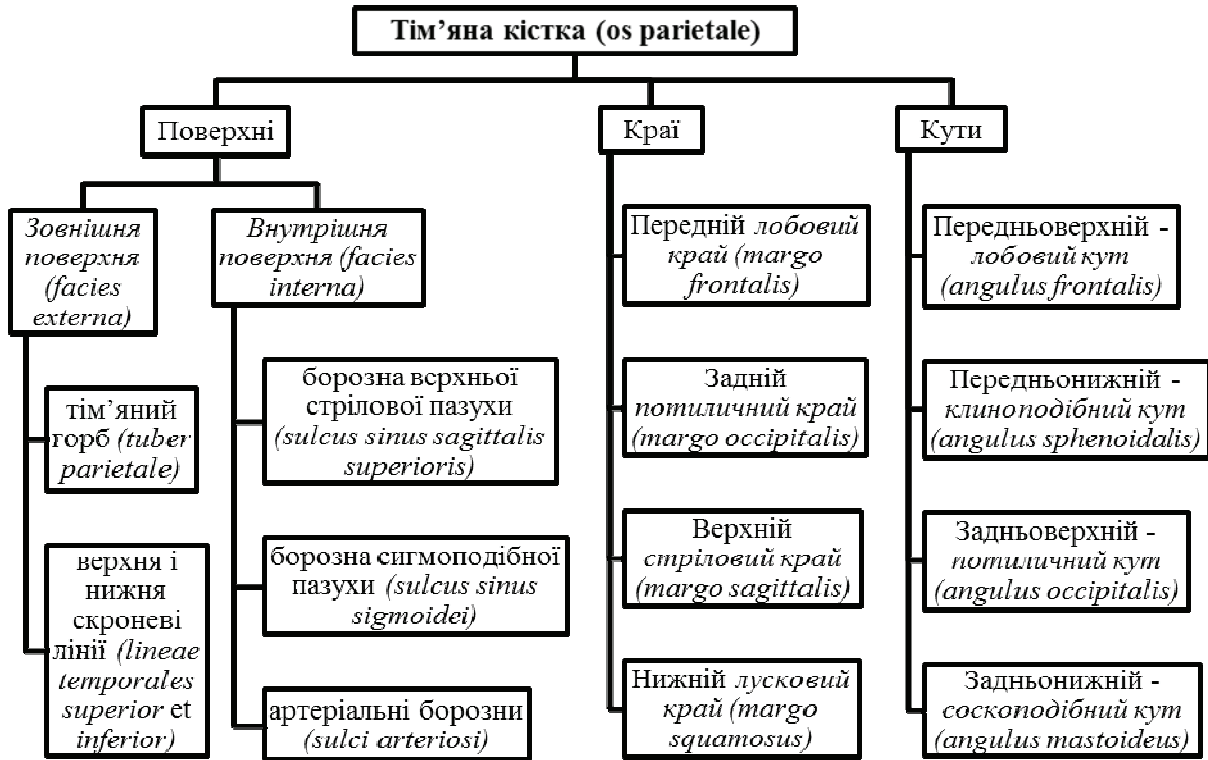 Тім’яна кістка (os parietale)
Поверхні
Краї
Кути
Зовнішня
поверхня
(facies
externa)
Внутрішня
поверхня (facies
interna)
тім’яний
горб (tuber
parietale)
верхня і
нижня
скроневі
лінії (lineae
temporales
superior et
inferior)
борозна верхньої
стрілової пазухи
(sulcus sinus sagittalis
superioris)
борозна сигмоподібної
пазухи (sulcus sinus
sigmoidei)
артеріальні борозни
(sulci arteriosi)
Передній лобовий
край (margo
frontalis)
Задній
потиличний край
(margo occipitalis)
Верхній
стріловий край
(margo sagittalis)
Нижній лусковий
край (margo
squamosus)
Передньоверхній -
лобовий кут
(angulus frontalis)
Передньонижній -
клиноподібний кут
(angulus sphenoidalis)
Задньоверхній -
потиличний кут
(angulus occipitalis)
Задньонижній -
соскоподібний кут
(angulus mastoideus)